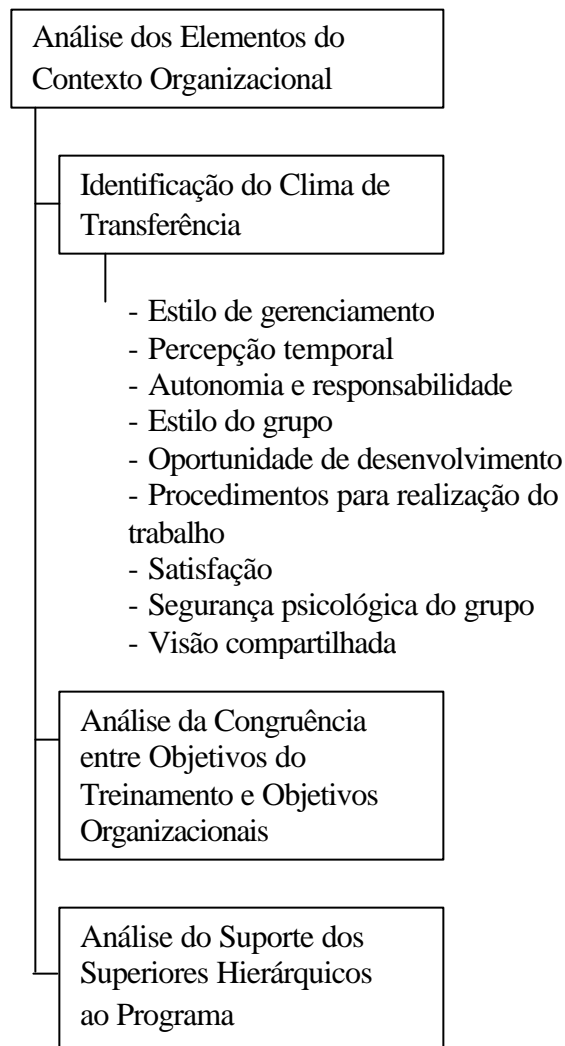 Análise dos Elementos do
Contexto Organizacional
Identificação do Clima de
Transferência
- Estilo de gerenciamento
- Percepção temporal
- Autonomia e responsabilidade
- Estilo do grupo
- Oportunidade de desenvolvimento
- Procedimentos para realização do
trabalho
- Satisfação
- Segurança psicológica do grupo
- Visão compartilhada
Análise da Congruência
entre Objetivos do
Treinamento e Objetivos
Organizacionais
Análise do Suporte dos
Superiores Hierárquicos
ao Programa